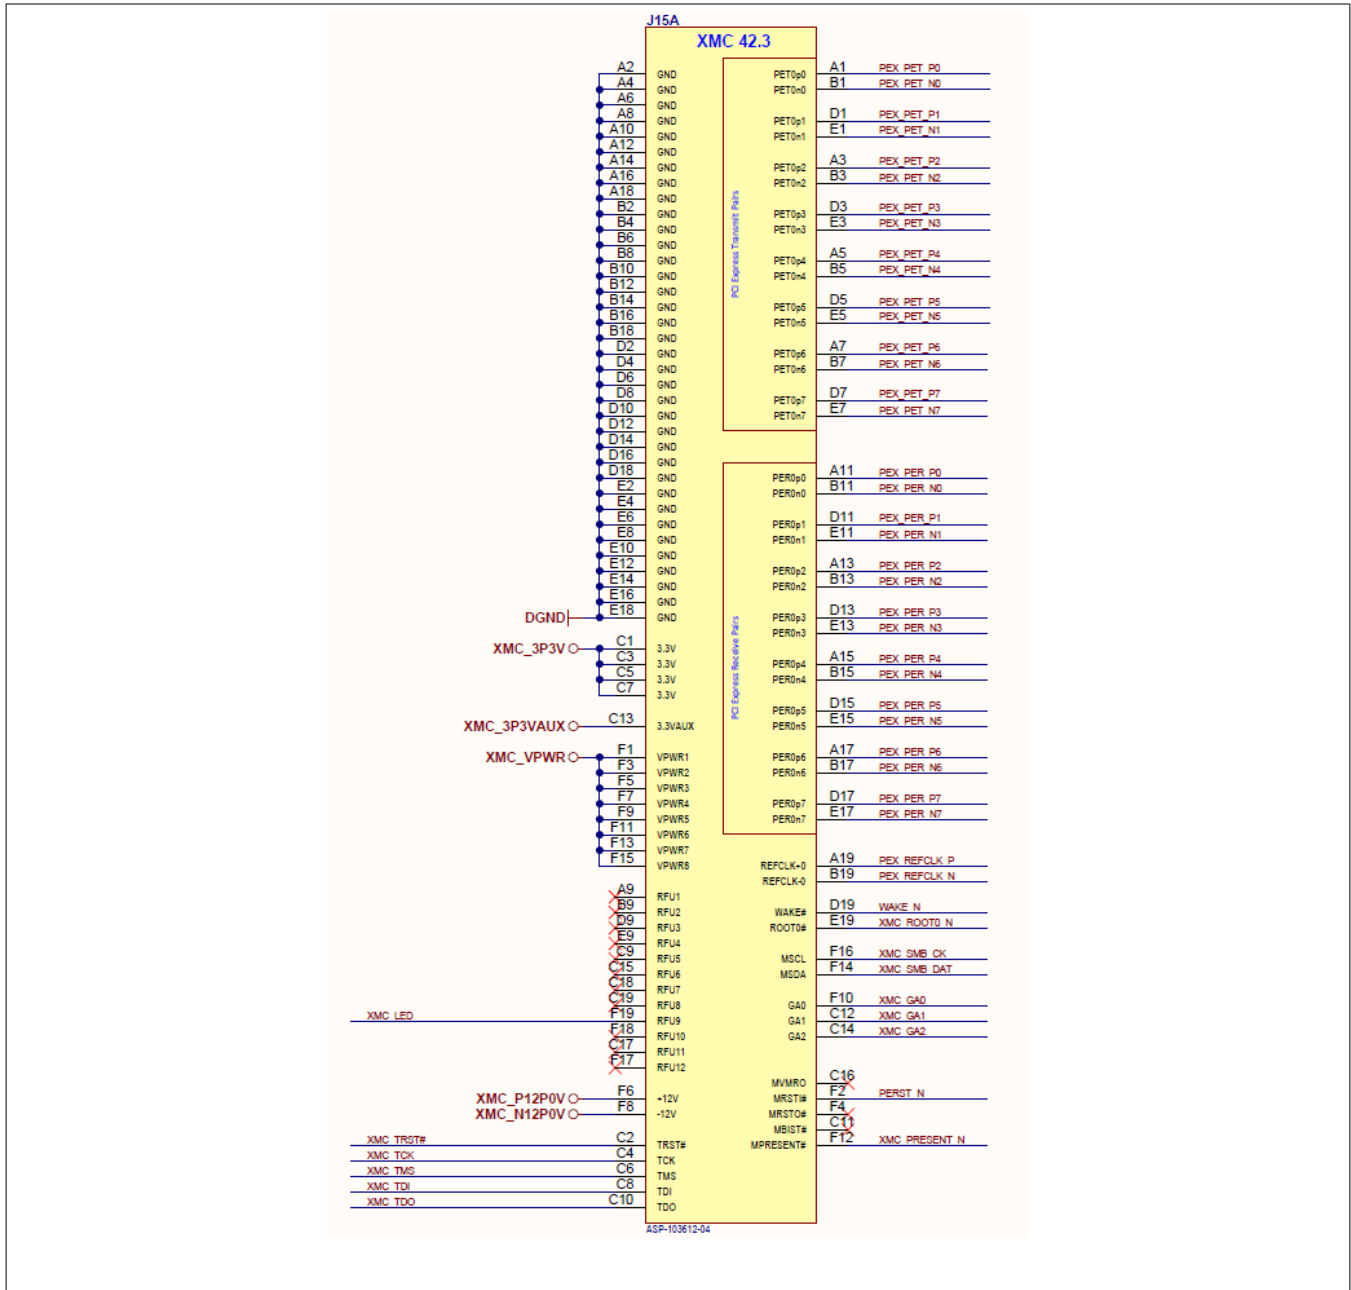 J15A
XMC 42.3
A2 GND
A4 GND
A6 GND
A8 GND
A10 GND
A12 GND
A14 GND
A16 GND
A18 GND
B2 GND
B4 GND
B6 GND
B8 GND
B10 GND
B12 GND
B14 GND
B16 GND
B18 GND
D2 GND
D4 GND
D6 GND
D8 GND
D10 GND
D12 GND
D14 GND
D16 GND
D18 GND
E2 GND
E4 GND
E6 GND
E8 GND
E10 GND
E12 GND
E14 GND
E16 GND
DGND E18 GND
XMC_3P3V C1 3.3V
C3 3.3V
C5 3.3V
C7 3.3V
XMC_3P3VAUX C13 3.3VAUX
XMC_VPWR F1 VPWR1
F3 VPWR2
F5 VPWR3
F7 VPWR4
F9 VPWR5
F11 VPWR6
F13 VPWR7
F15 VPWR8
A9 RFU1
B9 RFU2
D9 RFU3
E9 RFU4
C9 RFU5
C15 RFU6
C18 RFU7
C19 RFU8
XMC_LED F19 RFU9
F18 RFU10
C17 RFU11
F17 RFU12
XMC_P12P0V F6 +12V
XMC_N12P0V F8 -12V
XMC_TRST# C2 TRST#
XMC_TCK C4 TCK
XMC_TMS C6 TMS
XMC_TDI C8 TDI
XMC_TDO C10 TDO
PCI Express Transmit Pairs
PET0p0 A1 PEX_PET_P0
PET0n0 B1 PEX_PET_N0
PET0p1 D1 PEX_PET_P1
PET0n1 E1 PEX_PET_N1
PET0p2 A3 PEX_PET_P2
PET0n2 B3 PEX_PET_N2
PET0p3 D3 PEX_PET_P3
PET0n3 E3 PEX_PET_N3
PET0p4 A5 PEX_PET_P4
PET0n4 B5 PEX_PET_N4
PET0p5 D5 PEX_PET_P5
PET0n5 E5 PEX_PET_N5
PET0p6 A7 PEX_PET_P6
PET0n6 B7 PEX_PET_N6
PET0p7 D7 PEX_PET_P7
PET0n7 E7 PEX_PET_N7
PCI Express Receive Pairs
PER0p0 A11 PEX_PER_P0
PER0n0 B11 PEX_PER_N0
PER0p1 D11 PEX_PER_P1
PER0n1 E11 PEX_PER_N1
PER0p2 A13 PEX_PER_P2
PER0n2 B13 PEX_PER_N2
PER0p3 D13 PEX_PER_P3
PER0n3 E13 PEX_PER_N3
PER0p4 A15 PEX_PER_P4
PER0n4 B15 PEX_PER_N4
PER0p5 D15 PEX_PER_P5
PER0n5 E15 PEX_PER_N5
PER0p6 A17 PEX_PER_P6
PER0n6 B17 PEX_PER_N6
PER0p7 D17 PEX_PER_P7
PER0n7 E17 PEX_PER_N7
REFCLK+0 A19 PEX_REFCLK_P
REFCLK-0 B19 PEX_REFCLK_N
WAKE# D19 WAKE_N
ROOT0# E19 XMC_ROOT0_N
MSCL F16 XMC_SMB_CK
MSDA F14 XMC_SMB_DAT
GA0 F10 XMC_GA0
GA1 C12 XMC_GA1
GA2 C14 XMC_GA2
MVMRO C16
MRSTI# F2 PERST_N
MRSTO# F4
MBIST# C11
MPRESENT# F12 XMC_PRESENT_N
ASP-103612-04